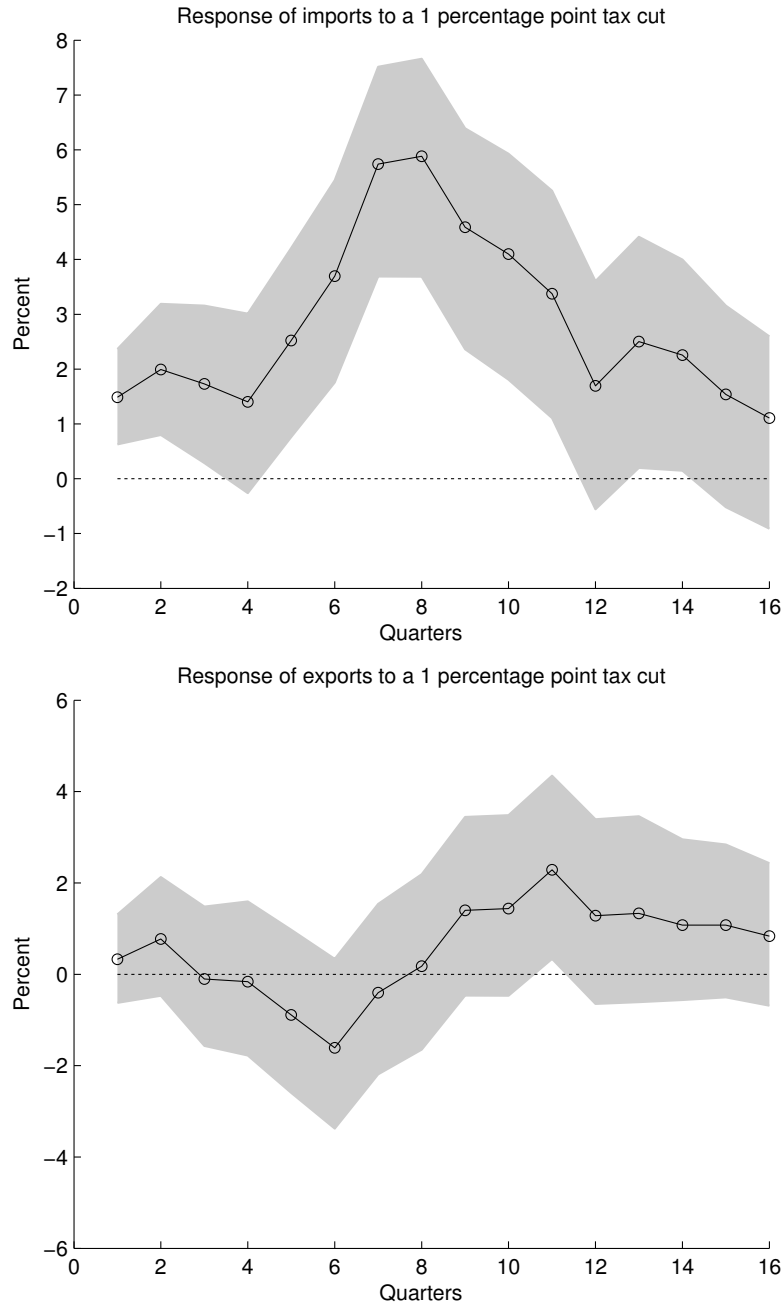 Response of imports to a 1 percentage point tax cut
8
7
6
5
4
3
2
1
0
−1
−2
Percent
0 2 4 6 8 10 12 14 16
Quarters
Response of exports to a 1 percentage point tax cut
6
4
2
0
−2
−4
−6
Percent
0 2 4 6 8 10 12 14 16
Quarters